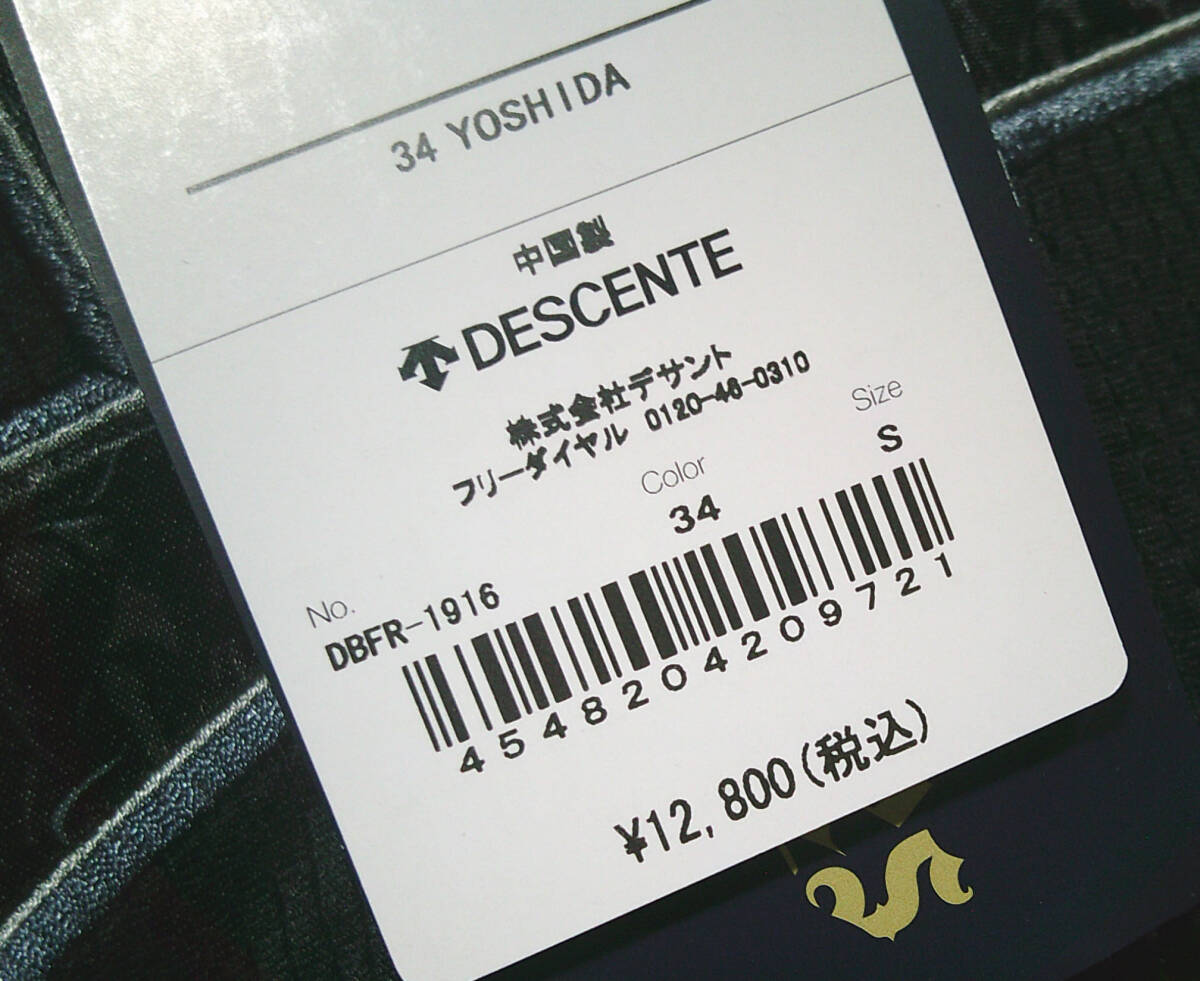 34 YOSHIDA
中国製
DESCENTE
株式会社デサント
フリーダイヤル 0120-46-0310
Size
S
Color
34
No.
DBFR-1916
4548204209721
¥12,800(税込)